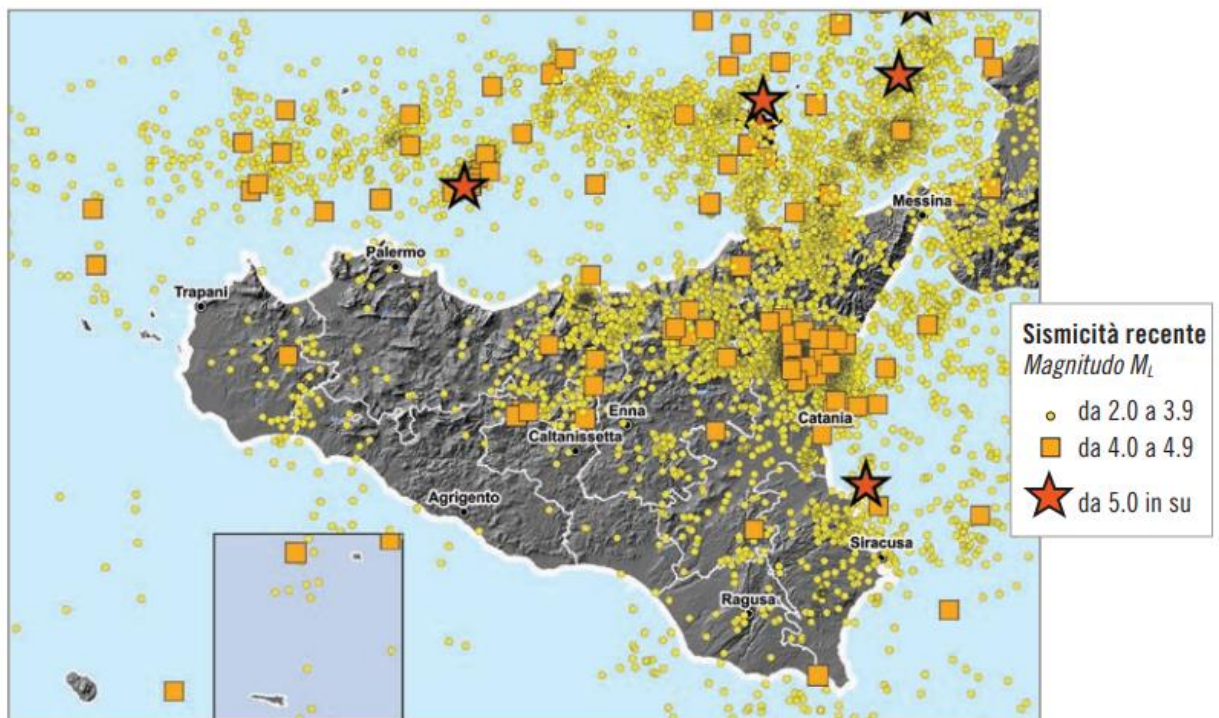 Messina
Palermo
Trapani
Enna
Catania
Caltanissetta
Agrigento
Siracusa
Ragusa
Sismicità recente
Magnitudo M_L
da 2.0 a 3.9
da 4.0 a 4.9
da 5.0 in su